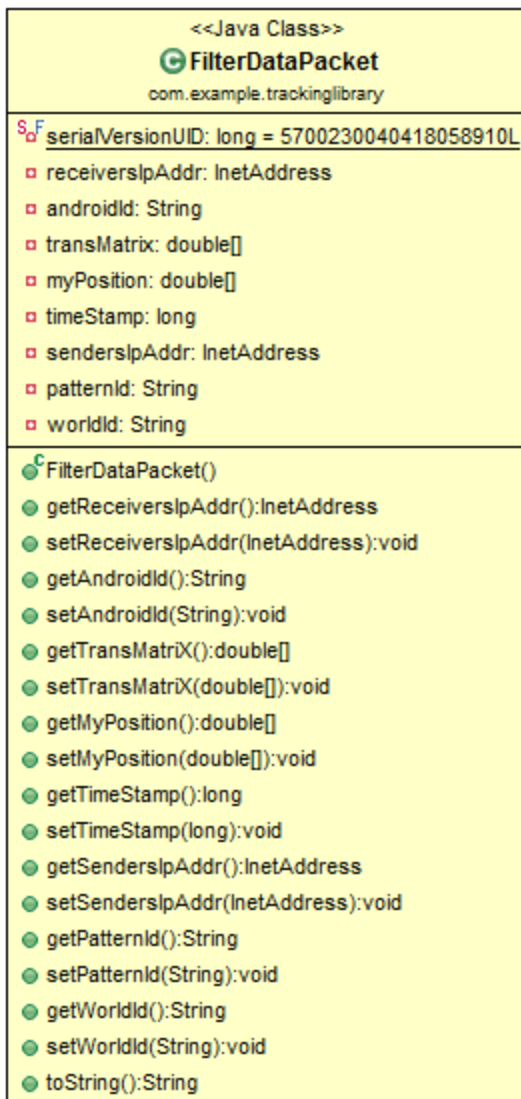 <<Java Class>>
C FilterDataPacket
com.example.trackinglibrary
S F serialVersionUID: long = 5700230040418058910L
receiversIpAddr: InetAddress
androidId: String
transMatrix: double[]
myPosition: double[]
timeStamp: long
sendersIpAddr: InetAddress
patternId: String
worldId: String
C FilterDataPacket()
getReceiversIpAddr():InetAddress
setReceiversIpAddr(InetAddress):void
getAndroidId():String
setAndroidId(String):void
getTransMatriX():double[]
setTransMatriX(double[]):void
getMyPosition():double[]
setMyPosition(double[]):void
getTimeStamp():long
setTimeStamp(long):void
getSendersIpAddr():InetAddress
setSendersIpAddr(InetAddress):void
getPatternId():String
setPatternId(String):void
getWorldId():String
setWorldId(String):void
toString():String